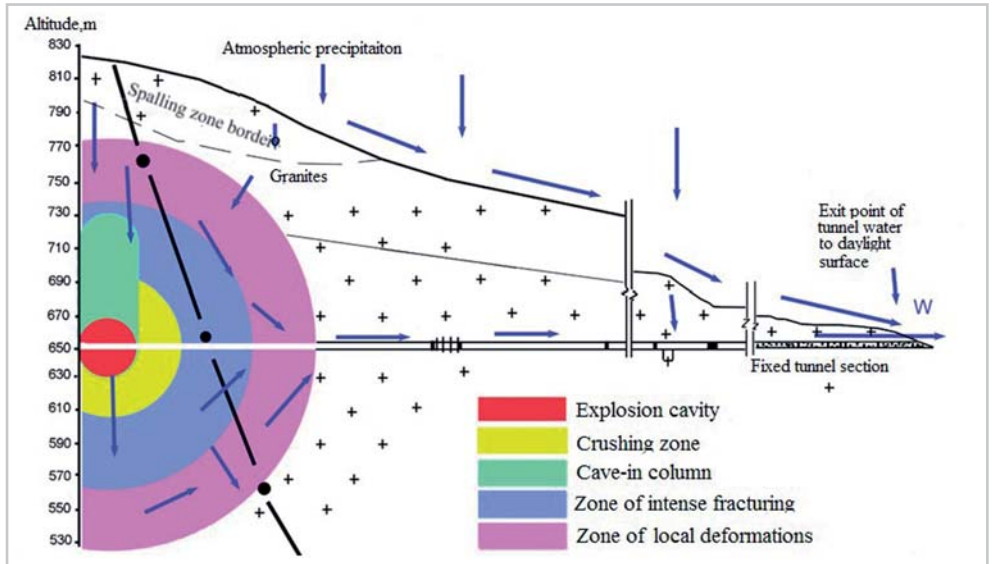 Altitude,m
830
810
790
770
750
730
710
690
670
660
650
630
610
590
570
550
530
Atmospheric precipitaiton
Spalling zone border
Granites
Exit point of
tunnel water
to daylight
surface
W
Fixed tunnel section
Explosion cavity
Crushing zone
Cave-in column
Zone of intense fracturing
Zone of local deformations